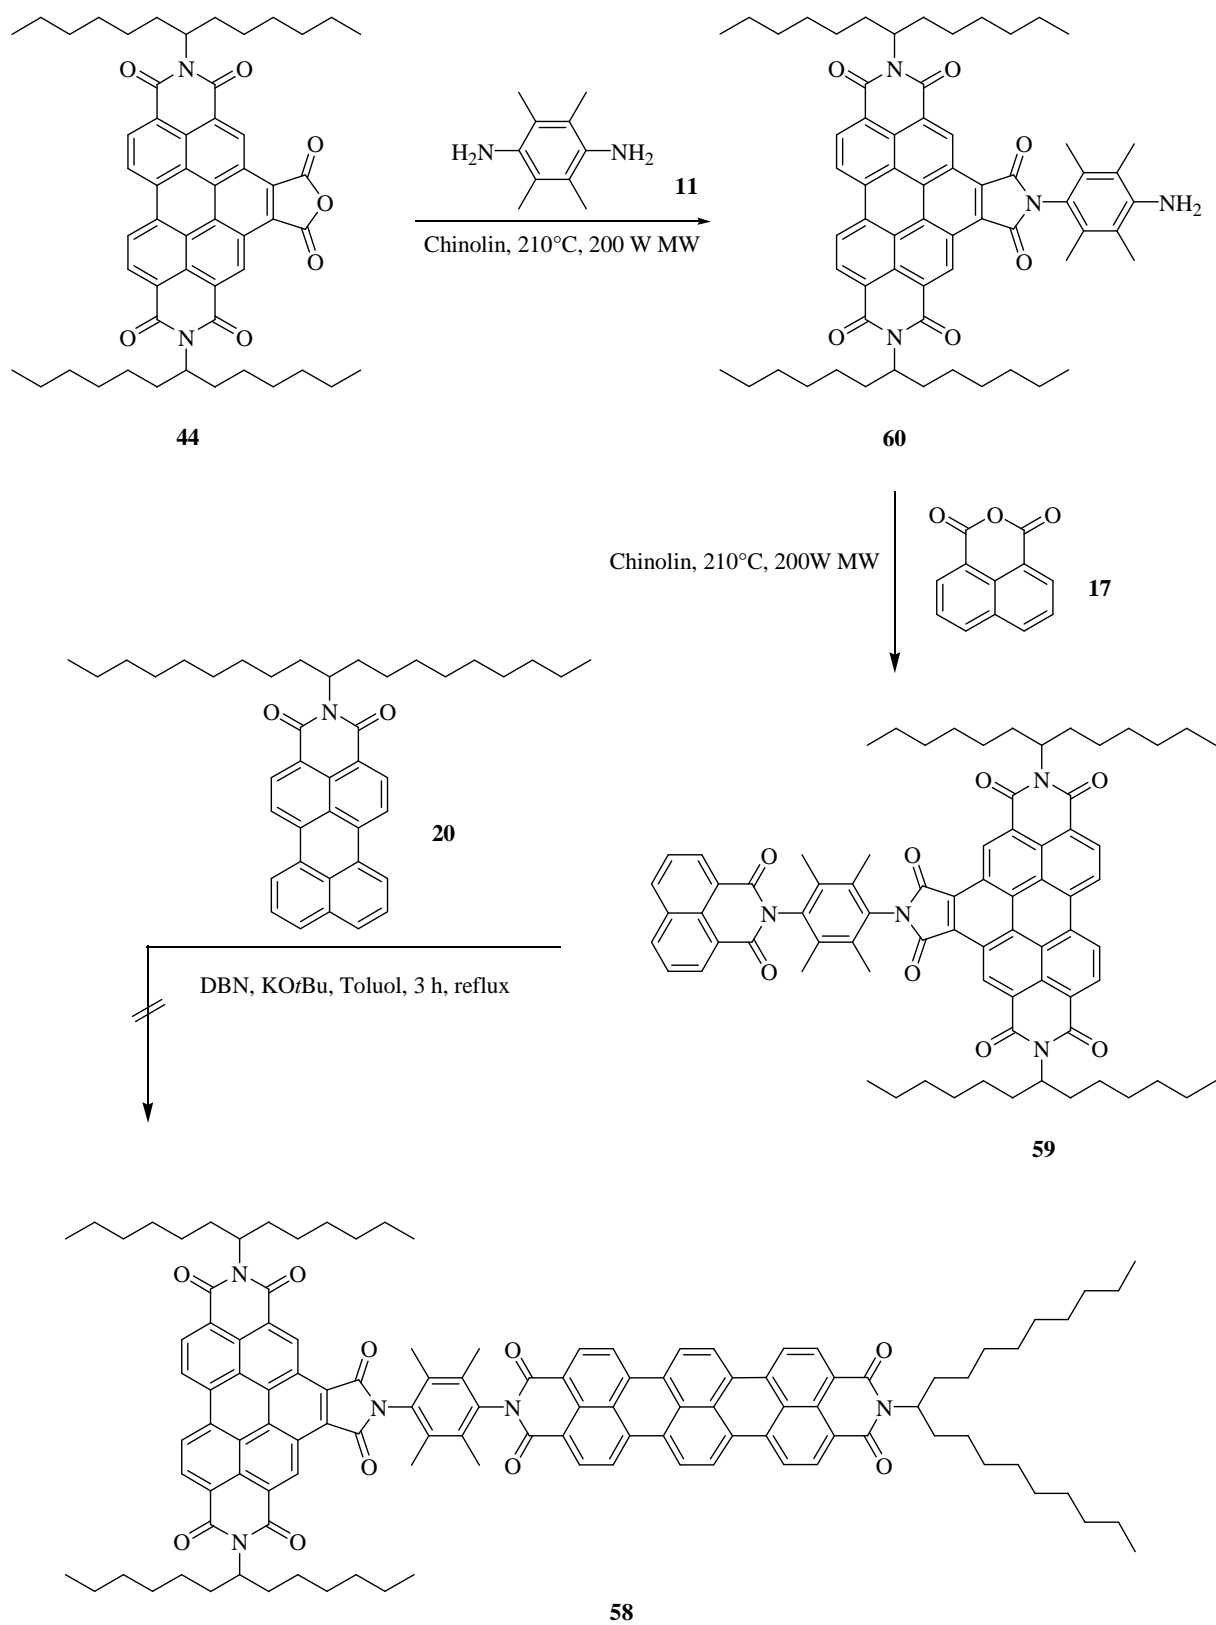 O N O
O N O
O
O
O
H2N NH2
11
Chinolin, 210°C, 200 W MW
O
N
O
NH2
O N O
O N O
44
60
Chinolin, 210°C, 200W MW
O O O
17
O N O
20
O N O
O
N
O
O
N
O
O N O
DBN, KOtBu, Toluol, 3 h, reflux
59
O N O
O
N
O
O
N
O
O
N
O
O N O
58